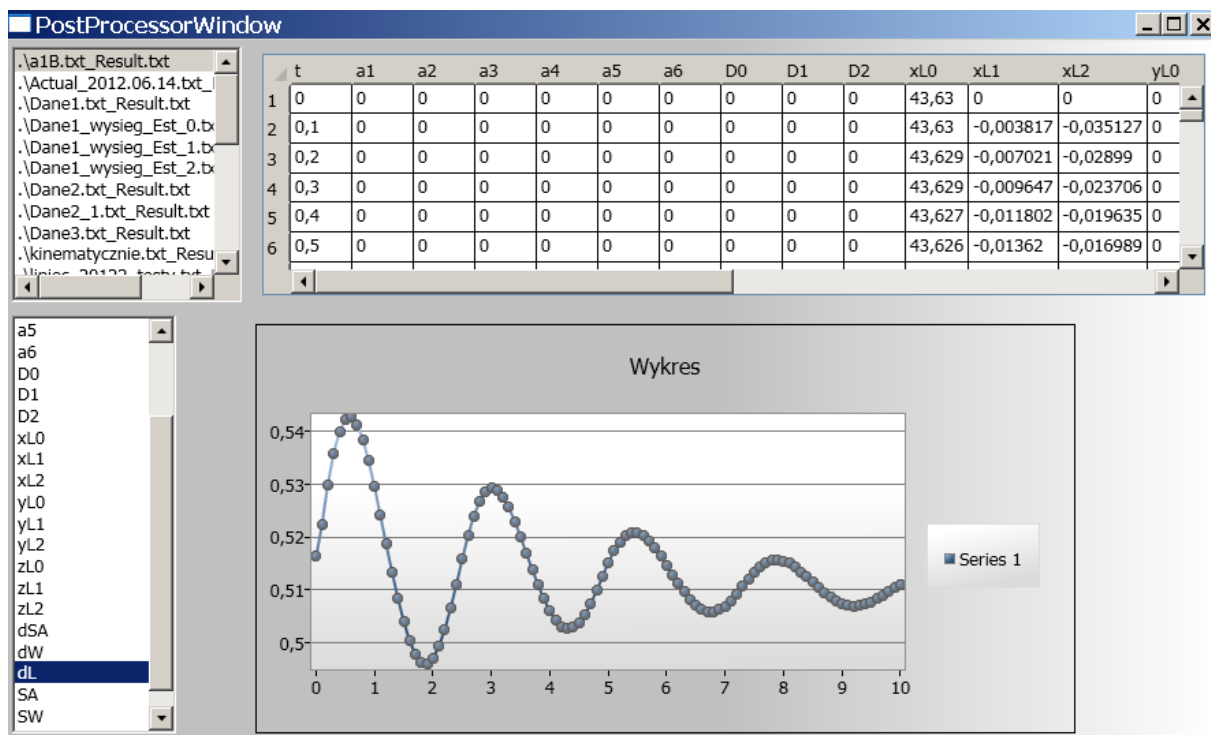 PostProcessorWindow
.\a1B.txt_Result.txt
.\Actual_2012.06.14.txt_
.\Dane1.txt_Result.txt
.\Dane1_wysieg_Est_0.tx
.\Dane1_wysieg_Est_1.tx
.\Dane1_wysieg_Est_2.tx
.\Dane2.txt_Result.txt
.\Dane2_1.txt_Result.txt
.\Dane3.txt_Result.txt
.\kinematycznie.txt_Resu
t a1 a2 a3 a4 a5 a6 D0 D1 D2 xL0 xL1 xL2 yL0
1 0 0 0 0 0 0 0 0 0 0 43,63 0 0 0
2 0,1 0 0 0 0 0 0 0 0 0 43,63 -0,003817 -0,035127 0
3 0,2 0 0 0 0 0 0 0 0 0 43,629 -0,007021 -0,02899 0
4 0,3 0 0 0 0 0 0 0 0 0 43,629 -0,009647 -0,023706 0
5 0,4 0 0 0 0 0 0 0 0 0 43,627 -0,011802 -0,019635 0
6 0,5 0 0 0 0 0 0 0 0 0 43,626 -0,01362 -0,016989 0
a5
a6
D0
D1
D2
xL0
xL1
xL2
yL0
yL1
yL2
zL0
zL1
zL2
dSA
dW
dL
SA
SW
Wykres
0,54
0,53
0,52
0,51
0,5
0 1 2 3 4 5 6 7 8 9 10
Series 1